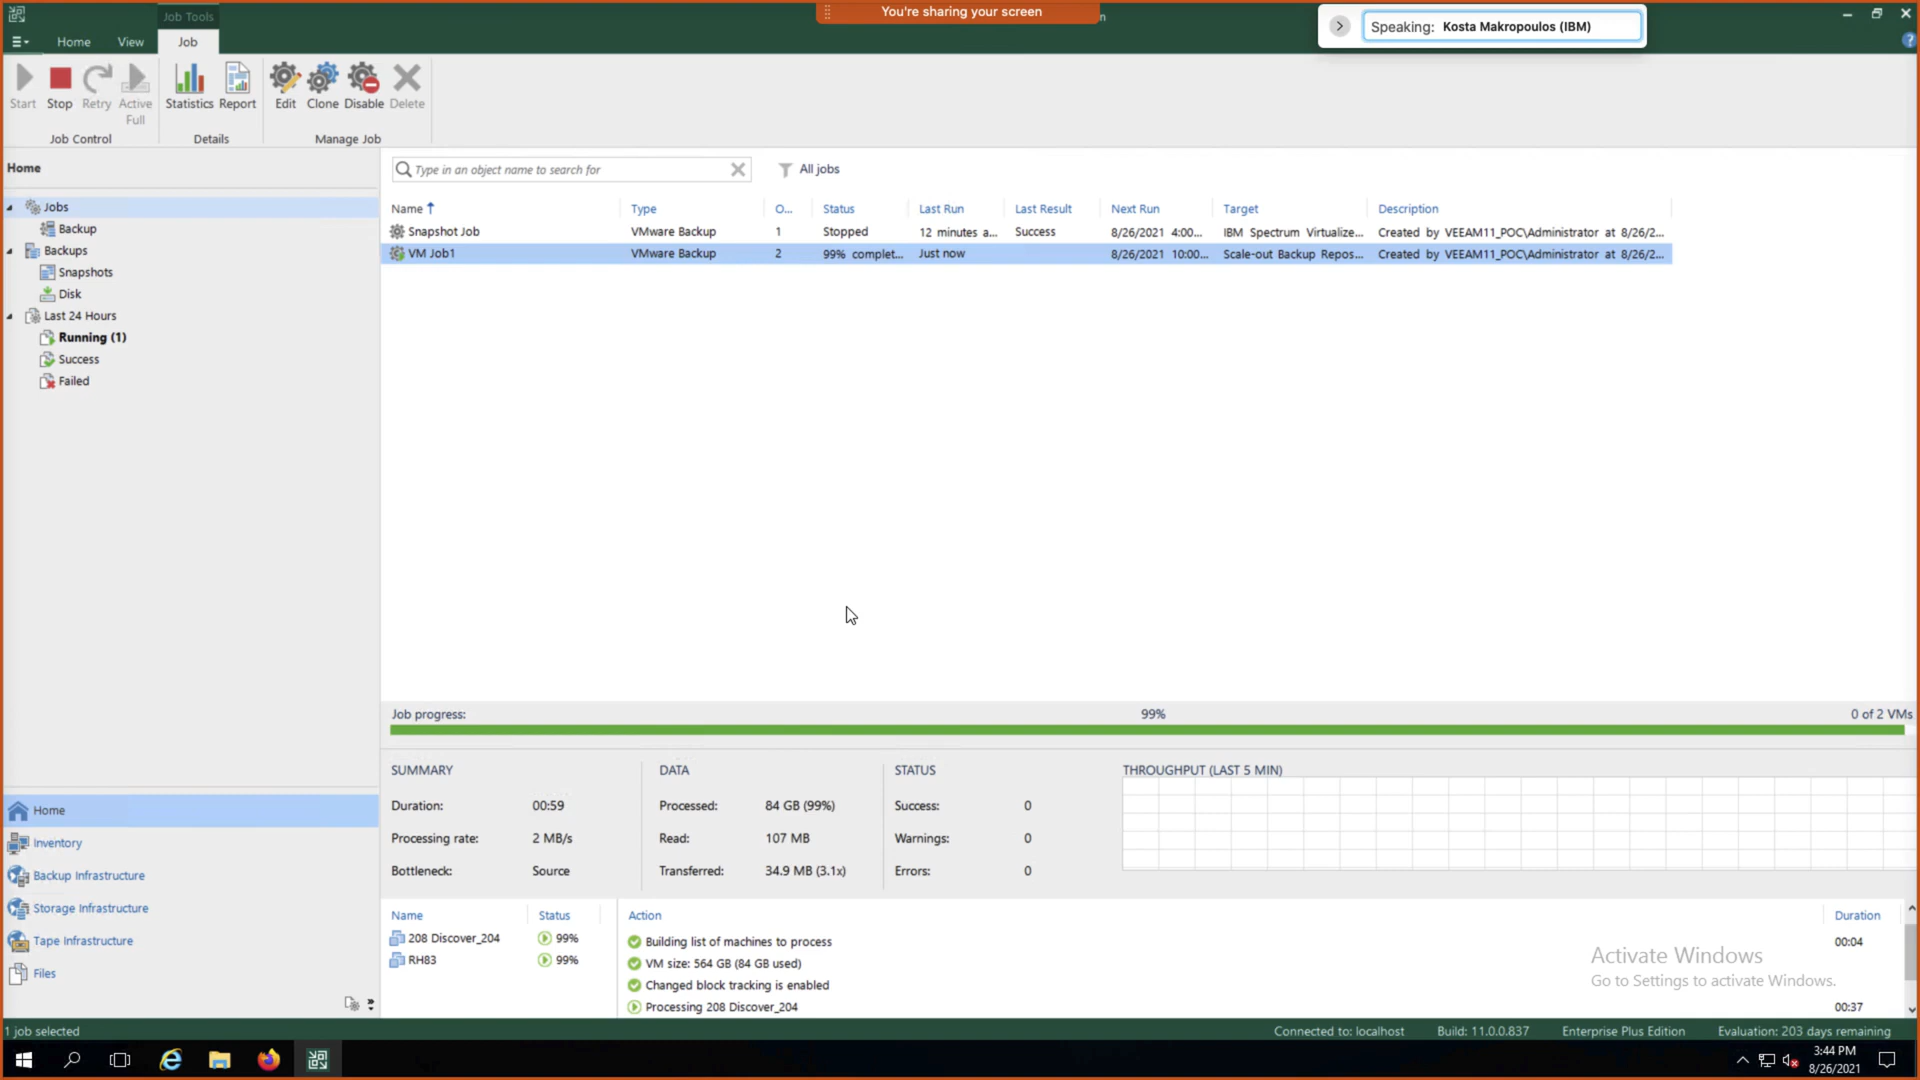 Job Tools
You're sharing your screen
n
Speaking: Kosta Makropoulos (IBM)
Home View Job
Start Stop Retry Active Full Statistics Report Edit Clone Disable Delete
Job Control Details Manage Job
Home
Type in an object name to search for
All jobs
Jobs
Backup
Backups
Snapshots
Disk
Last 24 Hours
Running (1)
Success
Failed
Name Type O... Status Last Run Last Result Next Run Target Description
Snapshot Job VMware Backup 1 Stopped 12 minutes a... Success 8/26/2021 4:00... IBM Spectrum Virtualize... Created by VEEAM11_POC\Administrator at 8/26/2...
VM Job1 VMware Backup 2 99% complet... Just now 8/26/2021 10:00... Scale-out Backup Repos... Created by VEEAM11_POC\Administrator at 8/26/2...
Job progress: 99% 0 of 2 VMs
SUMMARY DATA STATUS THROUGHPUT (LAST 5 MIN)
Duration: 00:59 Processed: 84 GB (99%) Success: 0
Processing rate: 2 MB/s Read: 107 MB Warnings: 0
Bottleneck: Source Transferred: 34.9 MB (3.1x) Errors: 0
Home
Inventory
Backup Infrastructure
Storage Infrastructure
Tape Infrastructure
Files
Name Status Action Duration
208 Discover_204 99%
RH83 99%
Building list of machines to process 00:04
VM size: 564 GB (84 GB used)
Changed block tracking is enabled
Processing 208 Discover_204 00:37
Activate Windows
Go to Settings to activate Windows.
1 job selected
Connected to: localhost Build: 11.0.0.837 Enterprise Plus Edition Evaluation: 203 days remaining
3:44 PM
8/26/2021